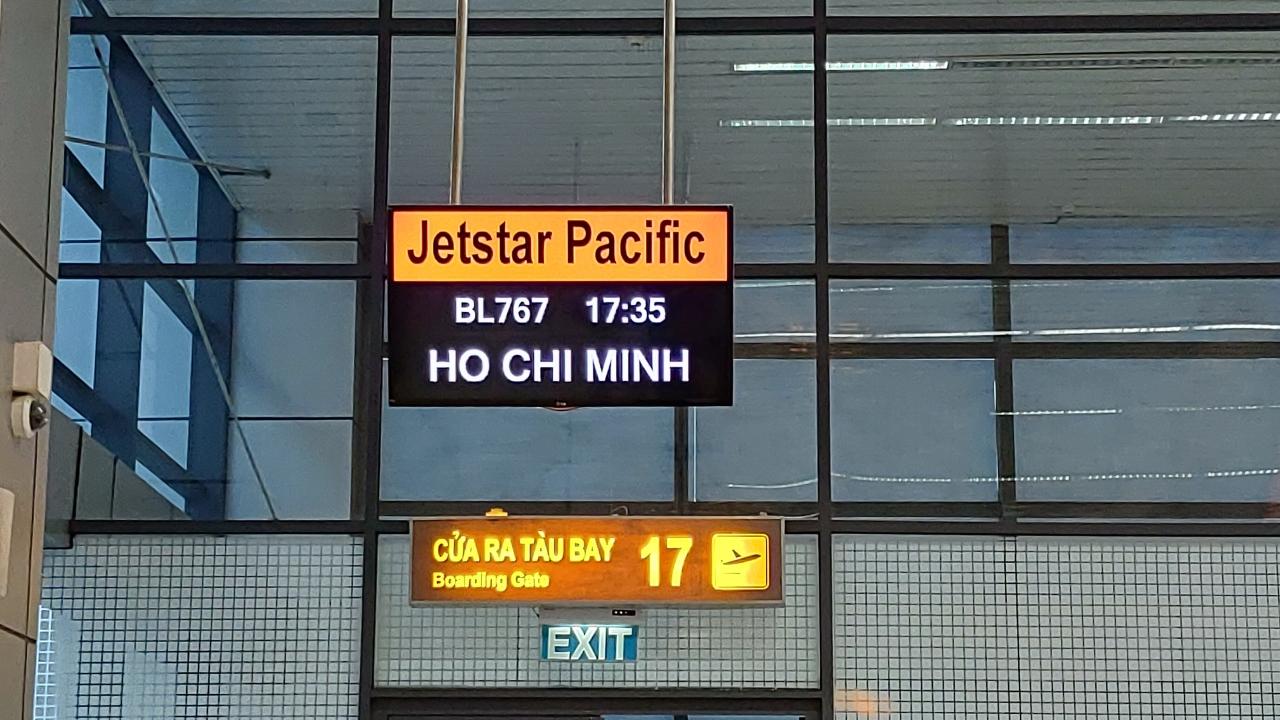 Jetstar Pacific
BL767 17:35
HO CHI MINH
CỬA RA TÀU BAY 17
Boarding Gate
EXIT